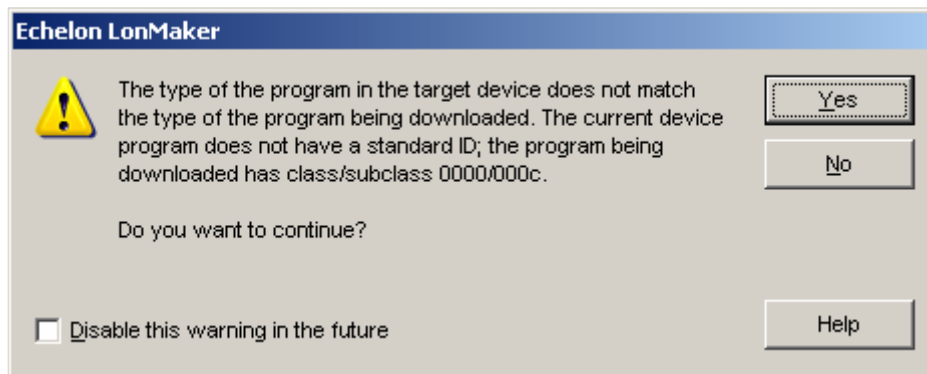 Echelon LonMaker
The type of the program in the target device does not match
the type of the program being downloaded. The current device
program does not have a standard ID; the program being
downloaded has class/subclass 0000/000c.
Do you want to continue?
Yes
No
Disable this warning in the future
Help